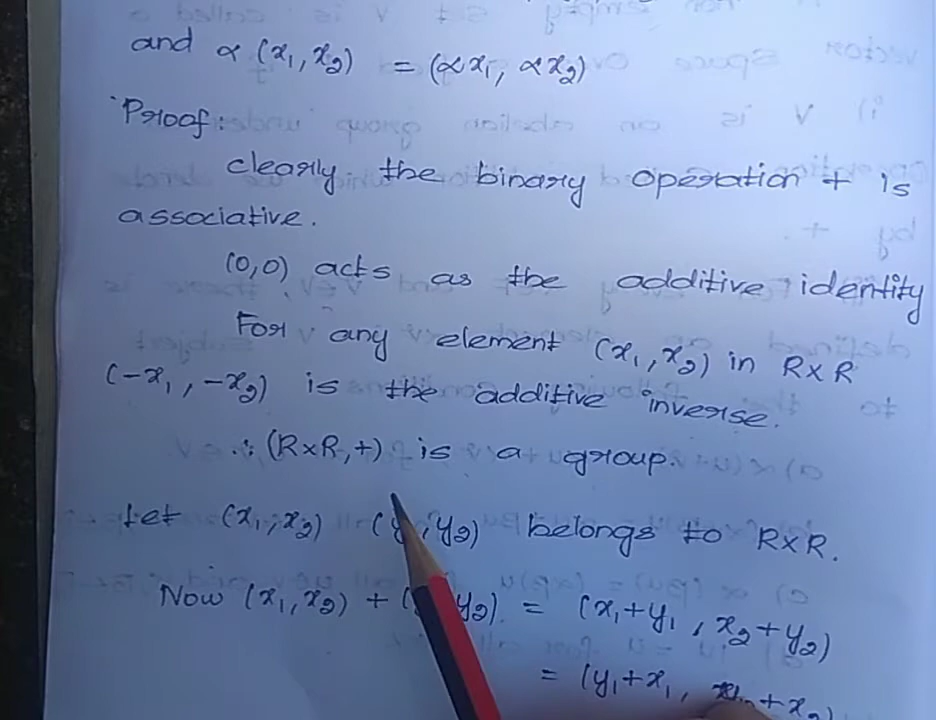 and α (x₁, x₂) = (αx₁, αx₂)
Proof:
clearly the binary operation + is
associative.
(0,0) acts as the additive identity
For any element (x₁, x₂) in R×R
(-x₁, -x₂) is the additive inverse.
∴ (R×R, +) is a group.
Let (x₁, x₂) (y , y₂) belongs to R×R.
Now (x₁, x₂) + ( y₂) = (x₁+y₁, x₂+y₂)
= (y₁+x₁, +x₂)